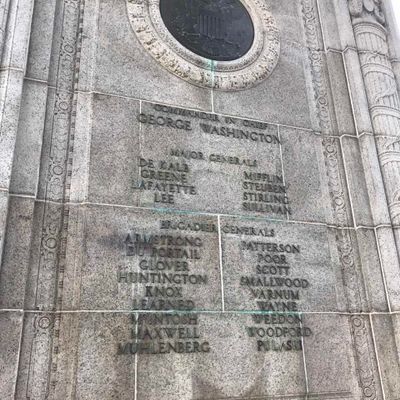 COMMANDER IN CHIEF
GEORGE WASHINGTON
MAJOR GENERALS
DE KALB
GREENE
LAFAYETTE
LEE
MIFFLIN
STEUBEN
STIRLING
SULLIVAN
BRIGADIER GENERALS
ARMSTRONG
DU PORTAIL
GLOVER
HUNTINGTON
KNOX
LEARNED
McINTOSH
MAXWELL
MUHLENBERG
PATTERSON
POOR
SCOTT
SMALLWOOD
VARNUM
WAYNE
WEEDON
WOODFORD
PULASKI